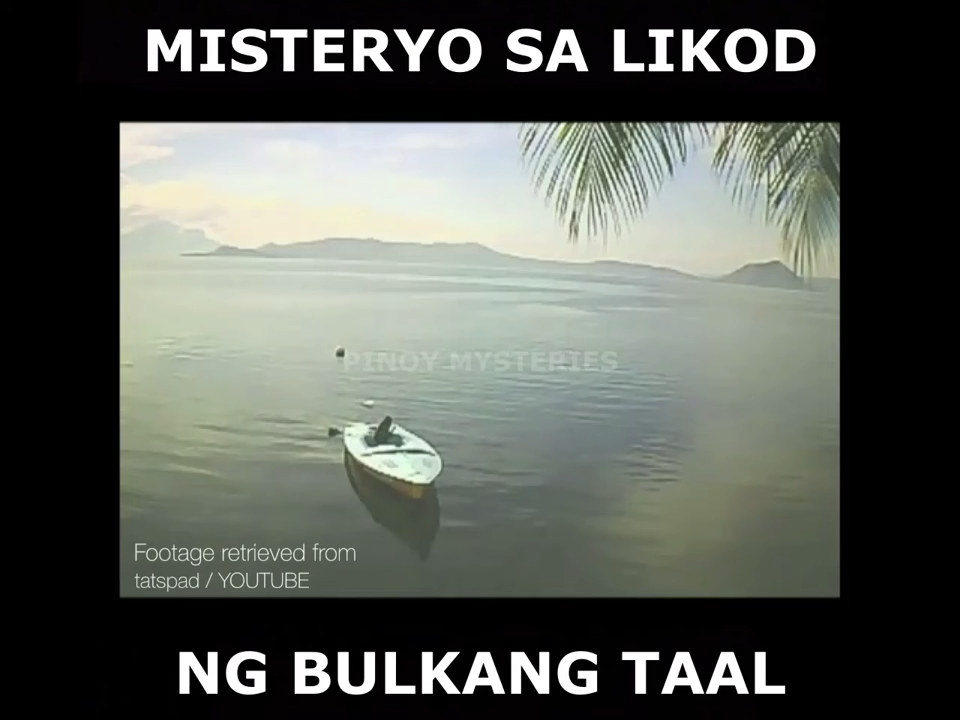 MISTERYO SA LIKOD
PINOY MYSTERIES
Footage retrieved from
tatspad / YOUTUBE
NG BULKANG TAAL